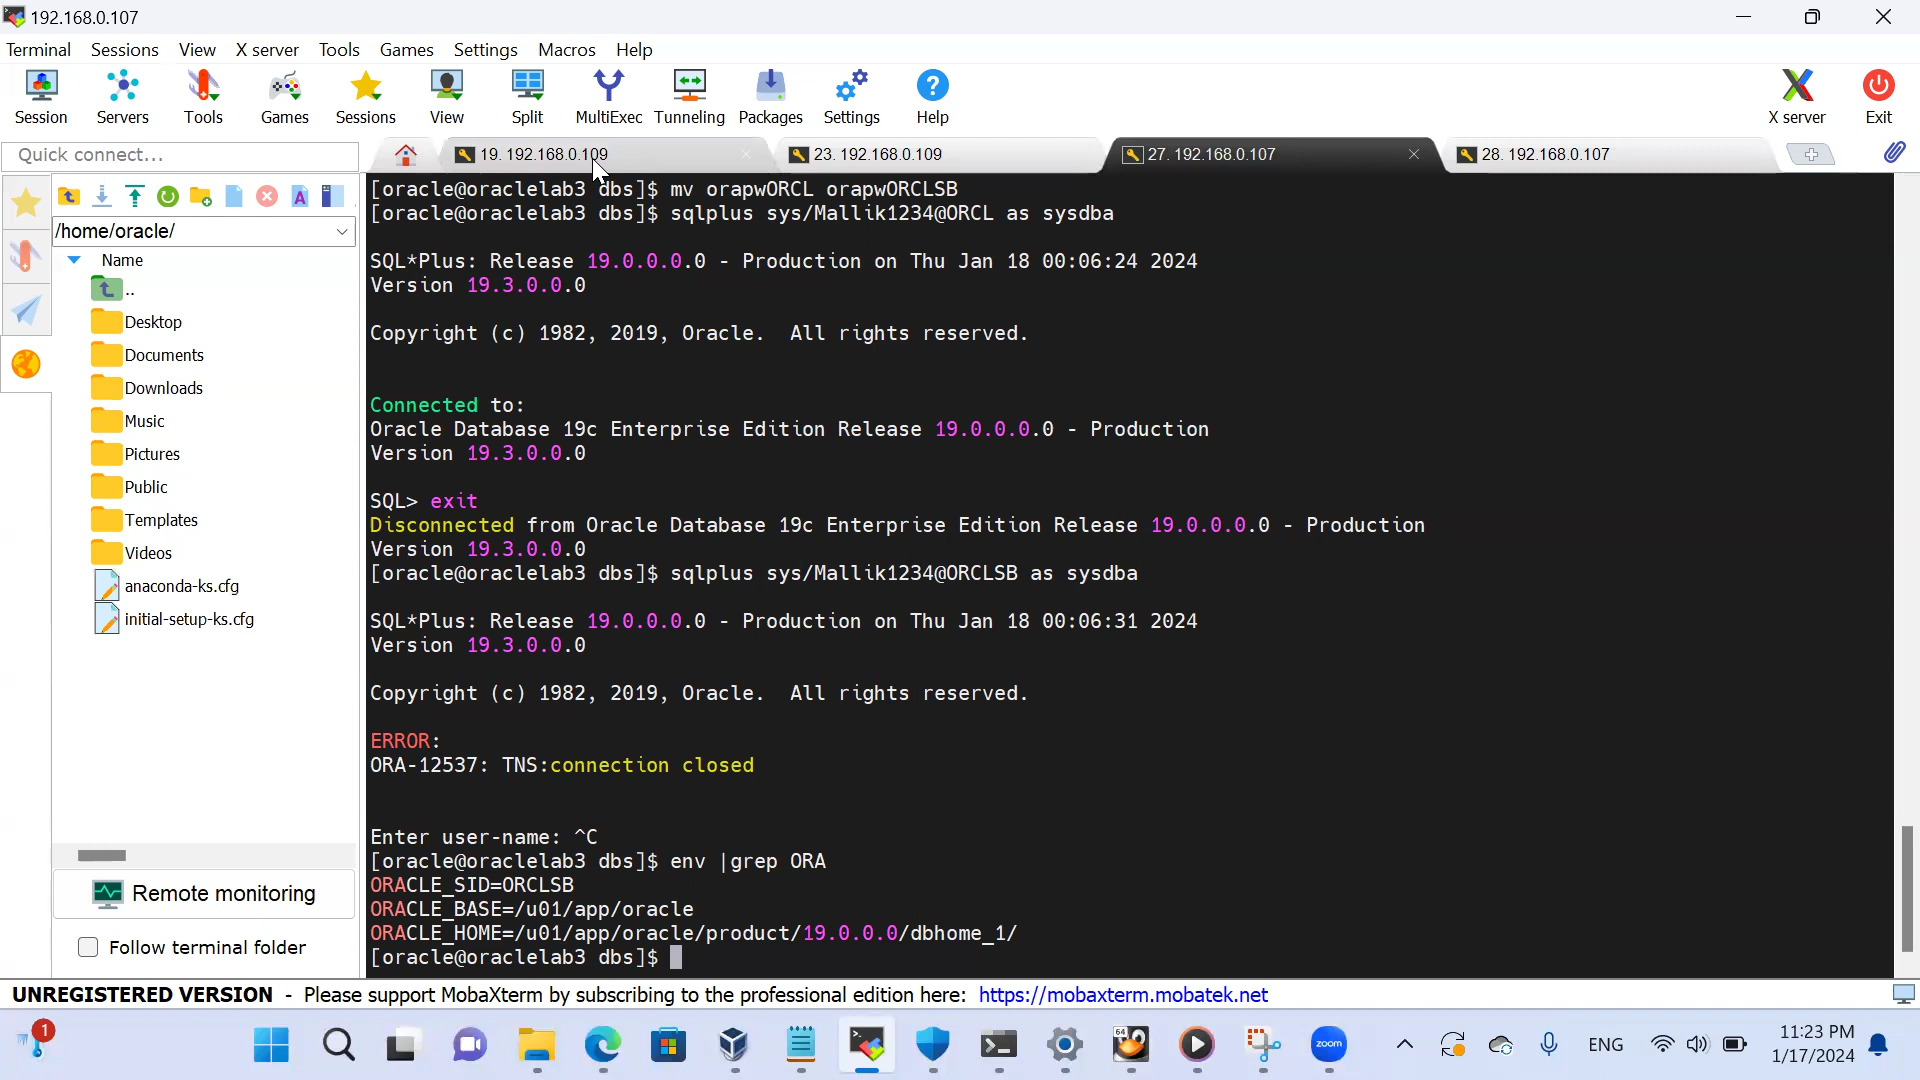 192.168.0.107
Terminal Sessions View X server Tools Games Settings Macros Help
Session Servers Tools Games Sessions View Split MultiExec Tunneling Packages Settings Help X server Exit
Quick connect...
19. 192.168.0.109
23. 192.168.0.109
27. 192.168.0.107
28. 192.168.0.107
/home/oracle/
Name
..
Desktop
Documents
Downloads
Music
Pictures
Public
Templates
Videos
anaconda-ks.cfg
initial-setup-ks.cfg
Remote monitoring
Follow terminal folder
[oracle@oraclelab3 dbs]$ mv orapwORCL orapwORCLSB
[oracle@oraclelab3 dbs]$ sqlplus sys/Mallik1234@ORCL as sysdba
SQL*Plus: Release 19.0.0.0.0 - Production on Thu Jan 18 00:06:24 2024
Version 19.3.0.0.0
Copyright (c) 1982, 2019, Oracle.  All rights reserved.
Connected to:
Oracle Database 19c Enterprise Edition Release 19.0.0.0.0 - Production
Version 19.3.0.0.0
SQL> exit
Disconnected from Oracle Database 19c Enterprise Edition Release 19.0.0.0.0 - Production
Version 19.3.0.0.0
[oracle@oraclelab3 dbs]$ sqlplus sys/Mallik1234@ORCLSB as sysdba
SQL*Plus: Release 19.0.0.0.0 - Production on Thu Jan 18 00:06:31 2024
Version 19.3.0.0.0
Copyright (c) 1982, 2019, Oracle.  All rights reserved.
ERROR:
ORA-12537: TNS:connection closed
Enter user-name: ^C
[oracle@oraclelab3 dbs]$ env |grep ORA
ORACLE_SID=ORCLSB
ORACLE_BASE=/u01/app/oracle
ORACLE_HOME=/u01/app/oracle/product/19.0.0.0/dbhome_1/
[oracle@oraclelab3 dbs]$
UNREGISTERED VERSION - Please support MobaXterm by subscribing to the professional edition here: https://mobaxterm.mobatek.net
1
64
zoom
ENG
11:23 PM
1/17/2024